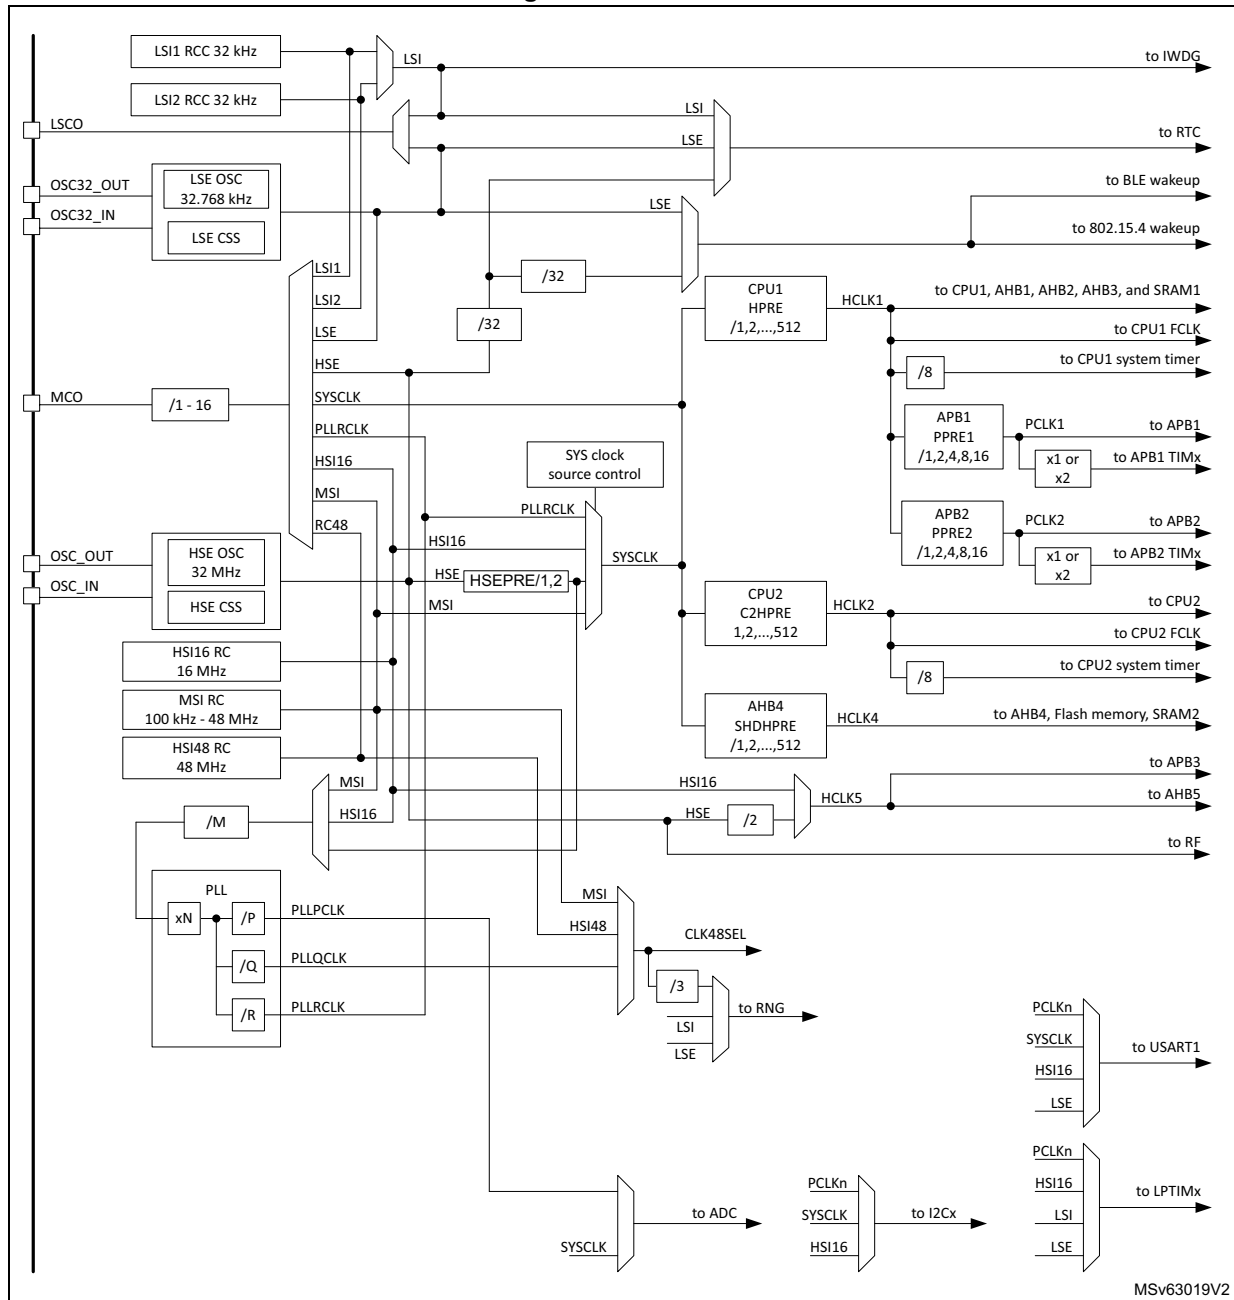 LSI1 RCC 32 kHz
LSI
to IWDG
LSI2 RCC 32 kHz
LSCO
LSI
LSE
to RTC
OSC32_OUT
OSC32_IN
LSE OSC
32.768 kHz
LSE CSS
LSE
to BLE wakeup
to 802.15.4 wakeup
/32
/32
LSI1
LSI2
LSE
HSE
SYSCLK
PLLRCLK
HSI16
MSI
RC48
MCO
/1 - 16
CPU1
HPRE
/1,2,...,512
HCLK1
to CPU1, AHB1, AHB2, AHB3, and SRAM1
to CPU1 FCLK
/8
to CPU1 system timer
APB1
PPRE1
/1,2,4,8,16
PCLK1
to APB1
x1 or
x2
to APB1 TIMx
APB2
PPRE2
/1,2,4,8,16
PCLK2
to APB2
x1 or
x2
to APB2 TIMx
SYS clock
source control
PLLRCLK
HSI16
HSE
HSEPRE/1,2
MSI
SYSCLK
OSC_OUT
OSC_IN
HSE OSC
32 MHz
HSE CSS
CPU2
C2HPRE
1,2,...,512
HCLK2
to CPU2
to CPU2 FCLK
/8
to CPU2 system timer
HSI16 RC
16 MHz
MSI RC
100 kHz - 48 MHz
HSI48 RC
48 MHz
AHB4
SHDHPRE
/1,2,...,512
HCLK4
to AHB4, Flash memory, SRAM2
MSI
HSI16
/M
HSI16
HSE
/2
HCLK5
to APB3
to AHB5
to RF
PLL
xN
/P
PLLPCLK
/Q
PLLQCLK
/R
PLLRCLK
MSI
HSI48
CLK48SEL
/3
LSI
LSE
to RNG
PCLKn
SYSCLK
HSI16
LSE
to USART1
SYSCLK
to ADC
PCLKn
SYSCLK
HSI16
to I2Cx
PCLKn
HSI16
LSI
LSE
to LPTIMx
MSv63019V2